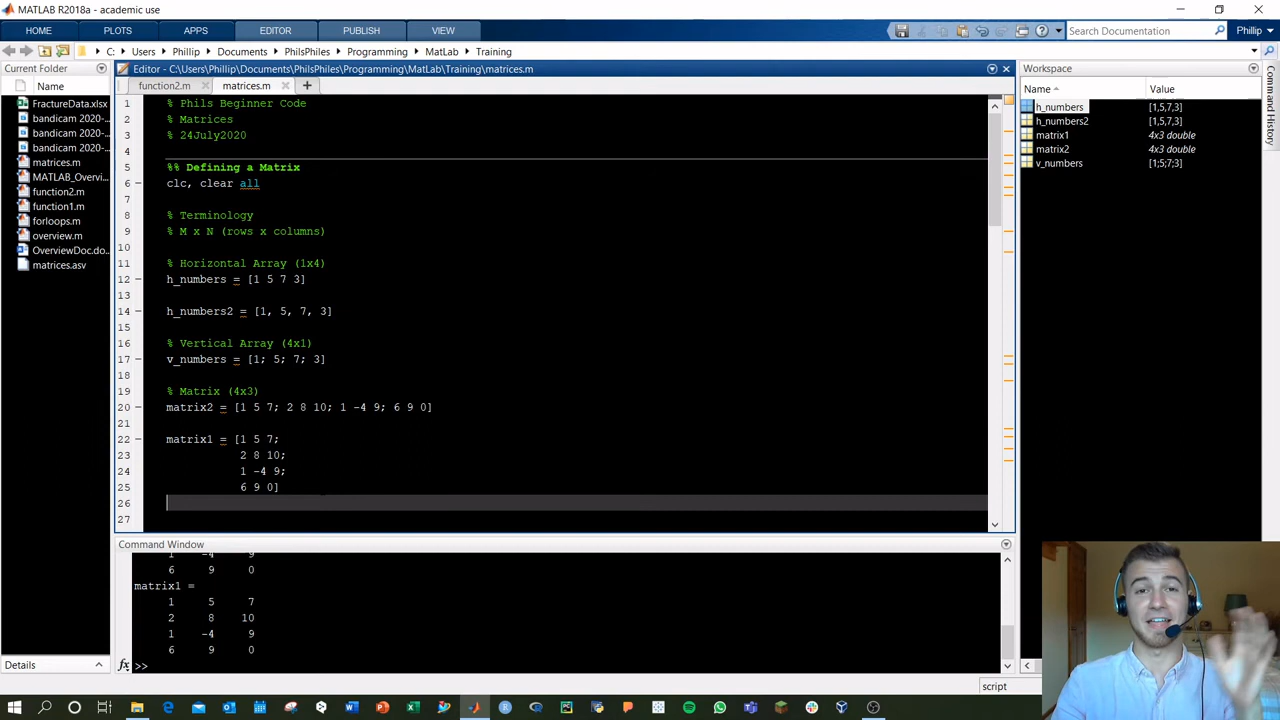 MATLAB R2018a - academic use
HOME PLOTS APPS EDITOR PUBLISH VIEW Search Documentation Phillip
C: Users Phillip Documents PhilsPhiles Programming MatLab Training
Current Folder
Name
FractureData.xlsx
bandicam 2020-
bandicam 2020-
bandicam 2020-
matrices.m
MATLAB_Overvi...
function2.m
function1.m
forloops.m
overview.m
OverviewDoc.do...
matrices.asv
Details
Editor - C:\Users\Phillip\Documents\PhilsPhiles\Programming\MatLab\Training\matrices.m
function2.m matrices.m
1 % Phils Beginner Code
2 % Matrices
3 % 24July2020
4
5 %% Defining a Matrix
6 clc, clear all
7
8 % Terminology
9 % M x N (rows x columns)
10
11 % Horizontal Array (1x4)
12 h_numbers = [1 5 7 3]
13
14 h_numbers2 = [1, 5, 7, 3]
15
16 % Vertical Array (4x1)
17 v_numbers = [1; 5; 7; 3]
18
19 % Matrix (4x3)
20 matrix2 = [1 5 7; 2 8 10; 1 -4 9; 6 9 0]
21
22 matrix1 = [1 5 7;
23 2 8 10;
24 1 -4 9;
25 6 9 0]
26
27
Command Window
1 -4 9
6 9 0
matrix1 =
1 5 7
2 8 10
1 -4 9
6 9 0
fx >>
Workspace
Name Value
h_numbers [1,5,7,3]
h_numbers2 [1,5,7,3]
matrix1 4x3 double
matrix2 4x3 double
v_numbers [1;5;7;3]
Command History
script